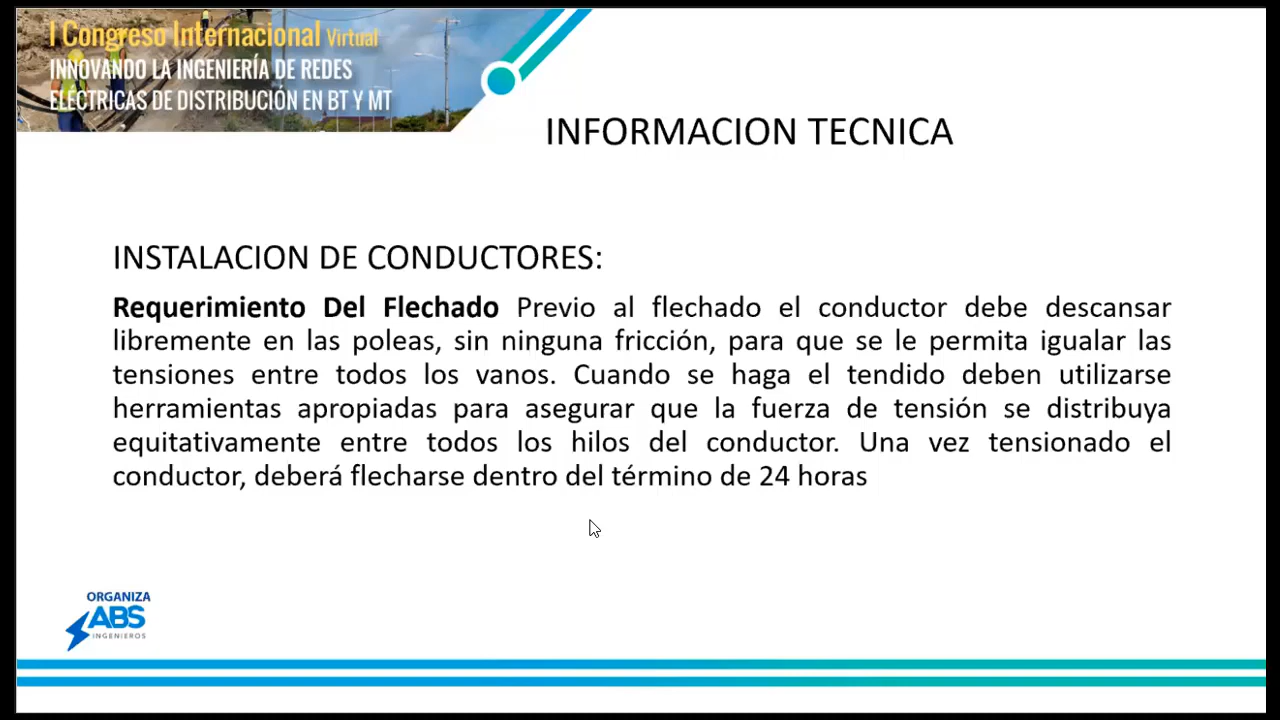 I Congreso Internacional Virtual
INNOVANDO LA INGENIERÍA DE REDES
ELÉCTRICAS DE DISTRIBUCIÓN EN BT Y MT
INFORMACION TECNICA
INSTALACION DE CONDUCTORES:
Requerimiento Del Flechado Previo al flechado el conductor debe descansar
libremente en las poleas, sin ninguna fricción, para que se le permita igualar las
tensiones entre todos los vanos. Cuando se haga el tendido deben utilizarse
herramientas apropiadas para asegurar que la fuerza de tensión se distribuya
equitativamente entre todos los hilos del conductor. Una vez tensionado el
conductor, deberá flecharse dentro del término de 24 horas
ORGANIZA
ABS
INGENIEROS